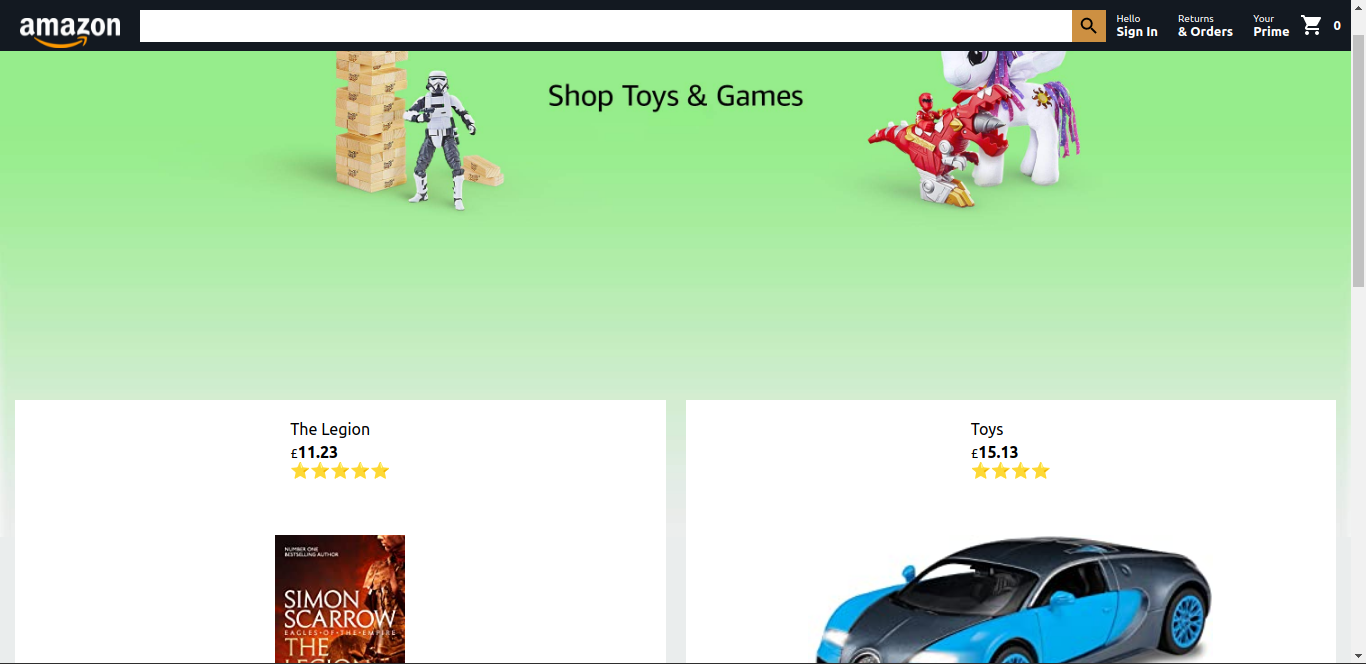 amazon
Hello
Sign In
Returns
& Orders
Your
Prime
0
Shop Toys & Games
The Legion
£11.23
Toys
£15.13
NUMBER ONE
BESTSELLING AUTHOR
SIMON
SCARROW
EAGLES·OF·THE·EMPIRE
THE
LEGION